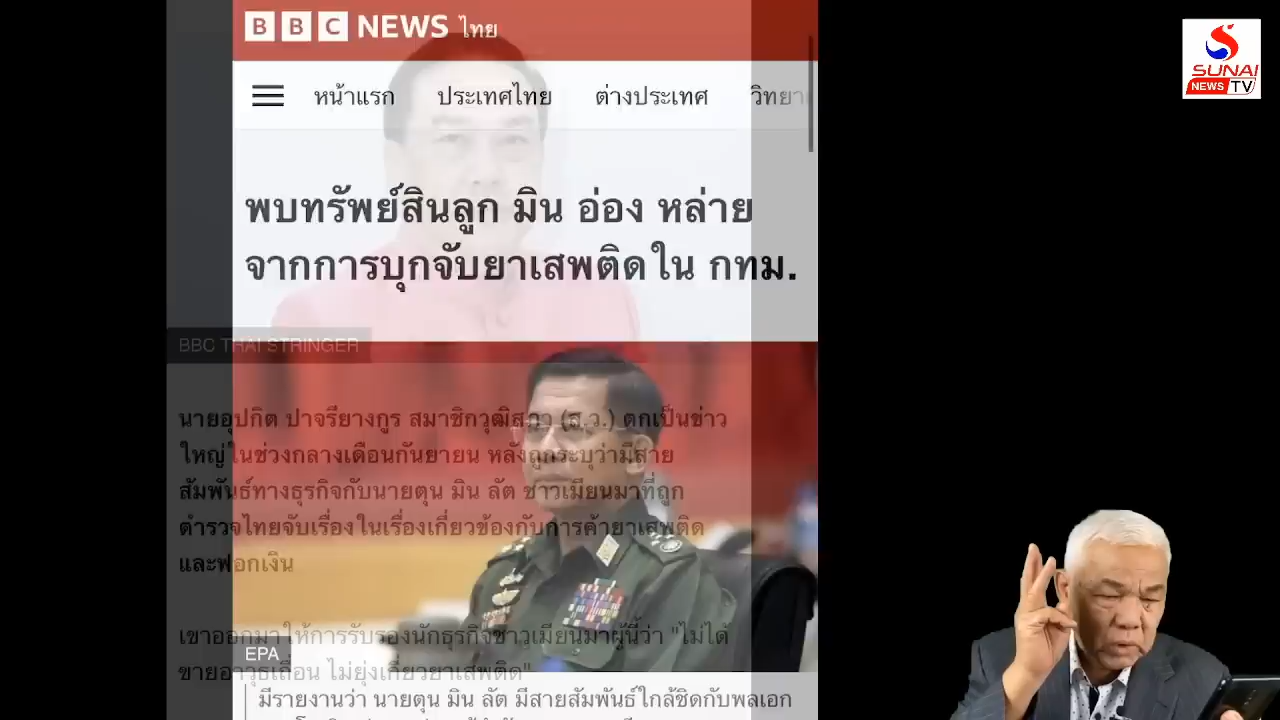 BBC NEWS ไทย
SUNAI
NEWS TV
หน้าแรก ประเทศไทย ต่างประเทศ วิทยา
พบทรัพย์สินลูก มิน อ่อง หล่าย
จากการบุกจับยาเสพติดใน กทม.
BBC THAI STRINGER
นายอุปกิต ปาจรียางกูร สมาชิกวุฒิสภา (ส.ว.) ตกเป็นข่าว
ใหญ่ในช่วงกลางเดือนกันยายน หลังถูกระบุว่ามีสาย
สัมพันธ์ทางธุรกิจกับนายตุน มิน ลัต ชาวเมียนมาที่ถูก
ตำรวจไทยจับเรื่องในเรื่องเกี่ยวข้องกับการค้ายาเสพติด
และฟอกเงิน
เขาออกมาให้การรับรองนักธุรกิจชาวเมียนมาผู้นี้ว่า "ไม่ได้
EPA
ขายอาวุธเถื่อน ไม่ยุ่งเกี่ยวยาเสพติด"
มีรายงานว่า นายตุน มิน ลัต มีสายสัมพันธ์ใกล้ชิดกับพลเอก